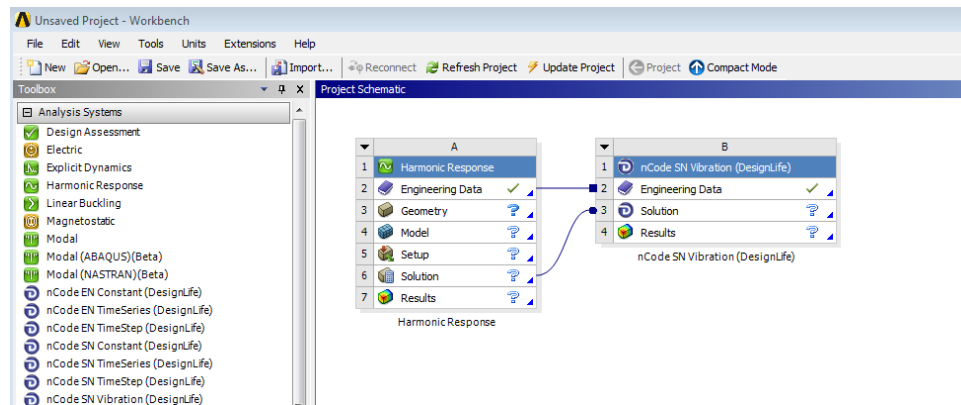 Unsaved Project - Workbench
File Edit View Tools Units Extensions Help
New Open... Save Save As... Import... Reconnect Refresh Project Update Project Project Compact Mode
Toolbox
Project Schematic
Analysis Systems
Design Assessment
Electric
Explicit Dynamics
Harmonic Response
Linear Buckling
Magnetostatic
Modal
Modal (ABAQUS)(Beta)
Modal (NASTRAN)(Beta)
nCode EN Constant (DesignLife)
nCode EN TimeSeries (DesignLife)
nCode EN TimeStep (DesignLife)
nCode SN Constant (DesignLife)
nCode SN TimeSeries (DesignLife)
nCode SN TimeStep (DesignLife)
nCode SN Vibration (DesignLife)
A
1 Harmonic Response
2 Engineering Data
3 Geometry ?
4 Model ?
5 Setup ?
6 Solution ?
7 Results ?
Harmonic Response
B
1 nCode SN Vibration (DesignLife)
2 Engineering Data
3 Solution ?
4 Results ?
nCode SN Vibration (DesignLife)